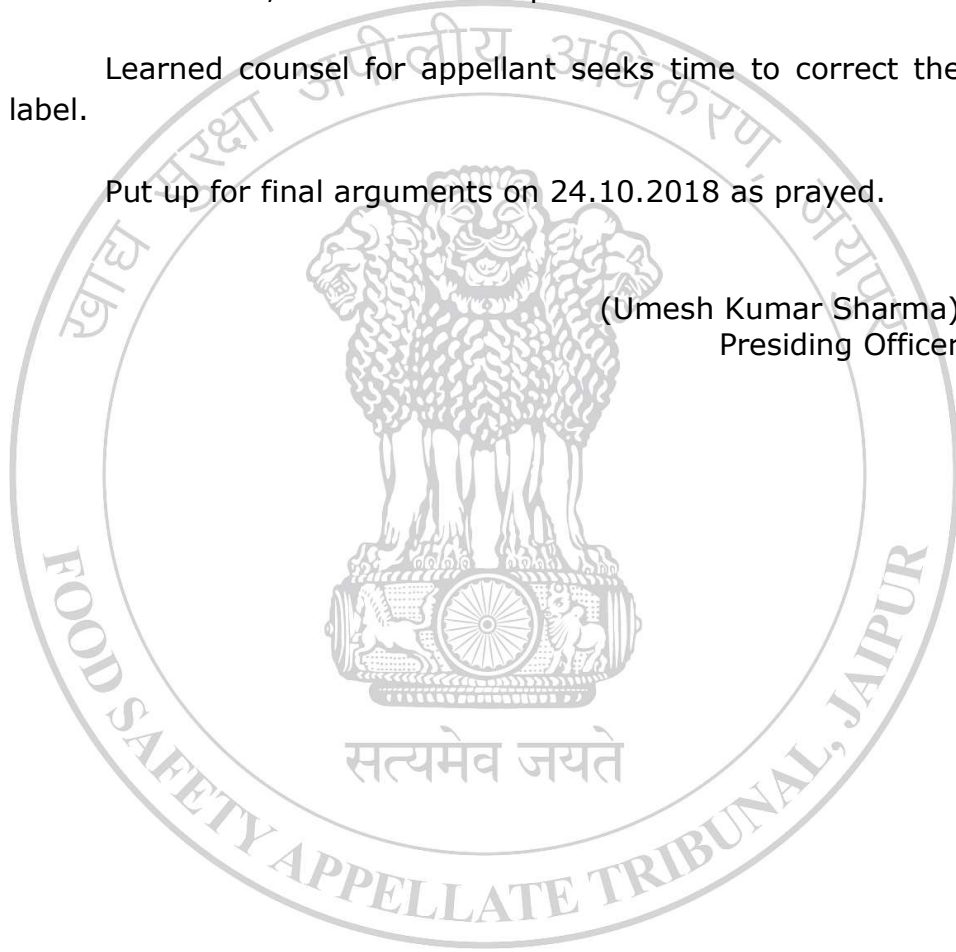 Learned counsel for appellant seeks time to correct the
label.
Put up for final arguments on 24.10.2018 as prayed.
(Umesh Kumar Sharma)
Presiding Officer
खाद्य सुरक्षा अपीलीय अधिकरण, जयपुर
सत्यमेव जयते
FOOD SAFETY APPELLATE TRIBUNAL, JAIPUR